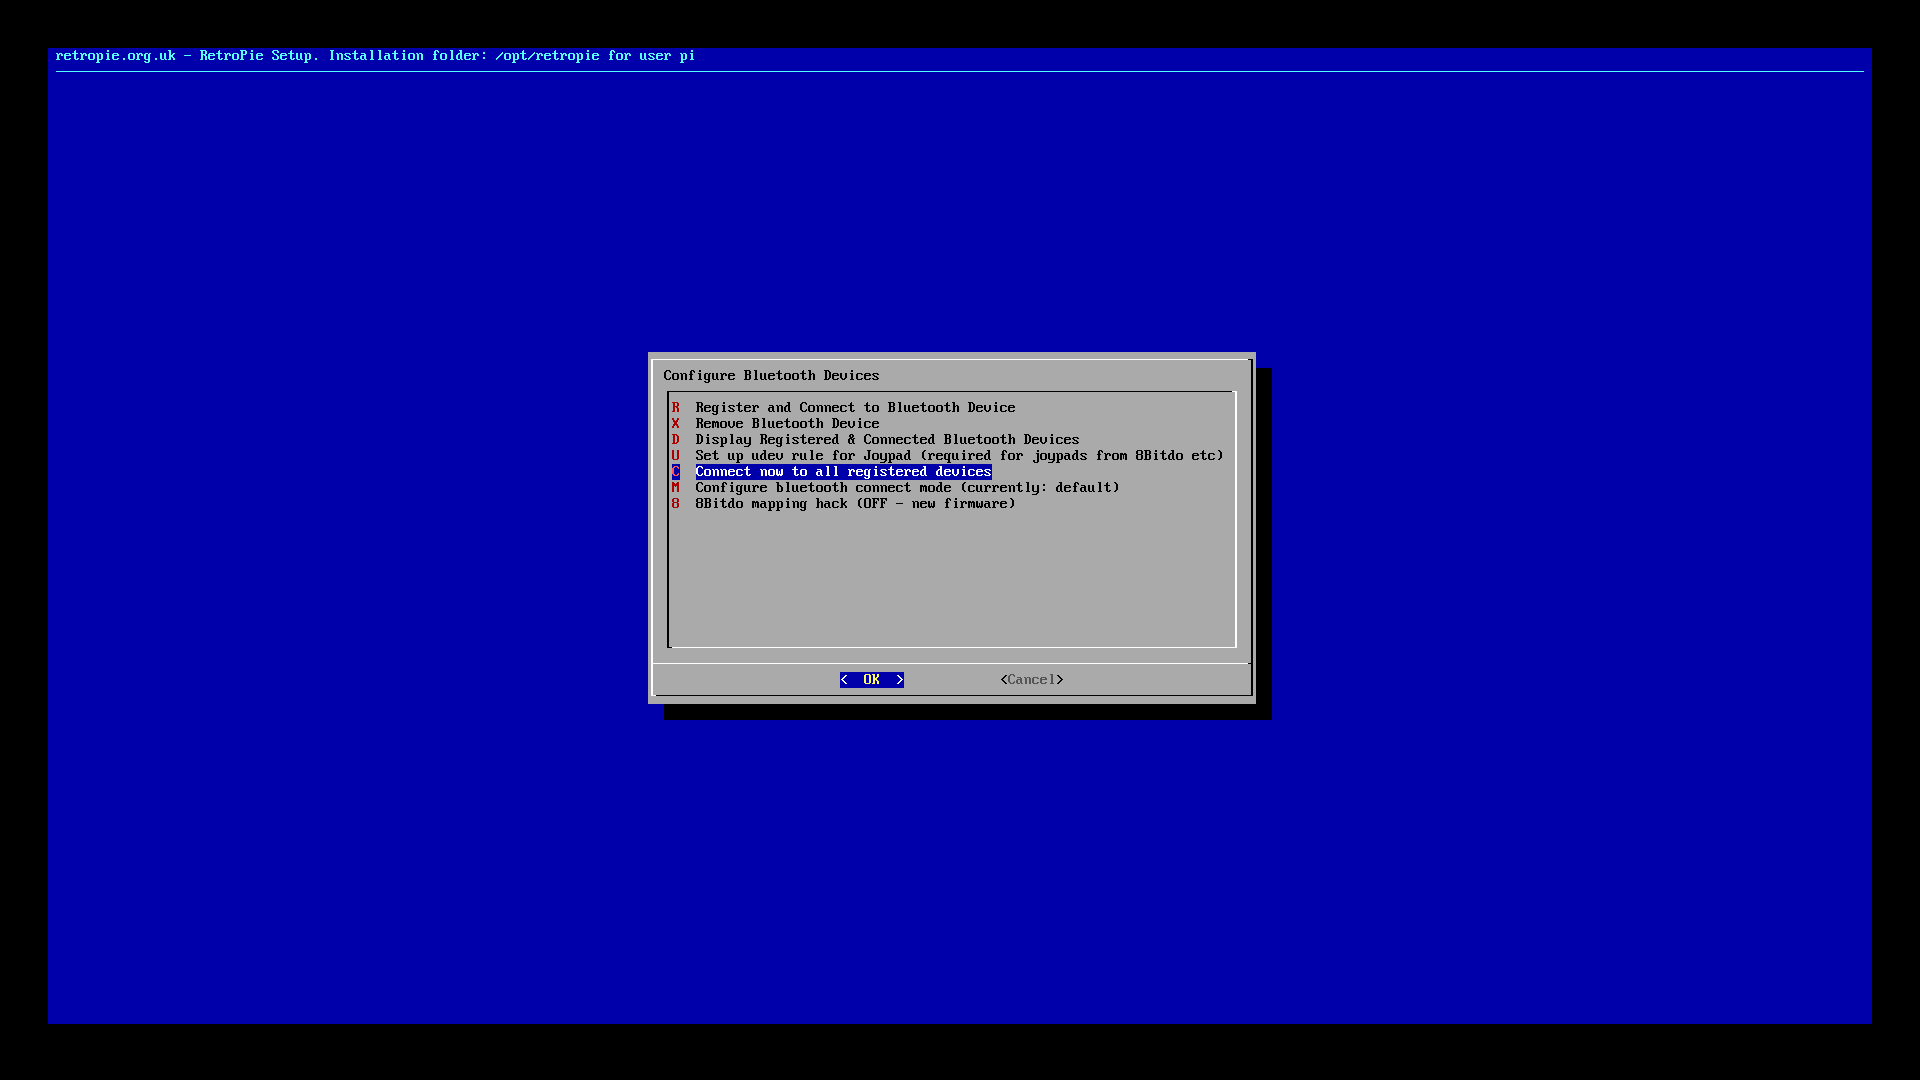 retropie.org.uk - RetroPie Setup. Installation folder: /opt/retropie for user pi
Configure Bluetooth Devices
R  Register and Connect to Bluetooth Device
X  Remove Bluetooth Device
D  Display Registered & Connected Bluetooth Devices
U  Set up udev rule for Joypad (required for joypads from 8Bitdo etc)
C  Connect now to all registered devices
M  Configure bluetooth connect mode (currently: default)
8  8Bitdo mapping hack (OFF - new firmware)
<  OK  > <Cancel>